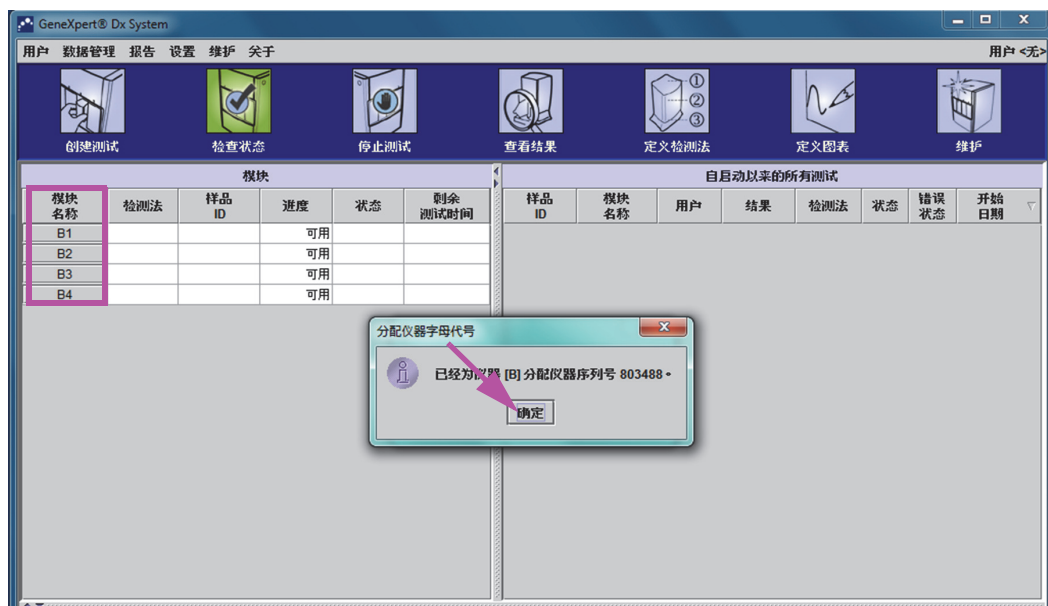 GeneXpert® Dx System
用户 数据管理 报告 设置 维护 关于 用户 <无>
创建测试 检查状态 停止测试 查看结果 定义检测法 定义图表 维护
模块
模块名称 检测法 样品ID 进度 状态 剩余测试时间
B1 可用
B2 可用
B3 可用
B4 可用
自启动以来的所有测试
样品ID 模块名称 用户 结果 检测法 状态 错误状态 开始日期
分配仪器字母代号
已经为仪器 [B] 分配仪器序列号 803488。
确定